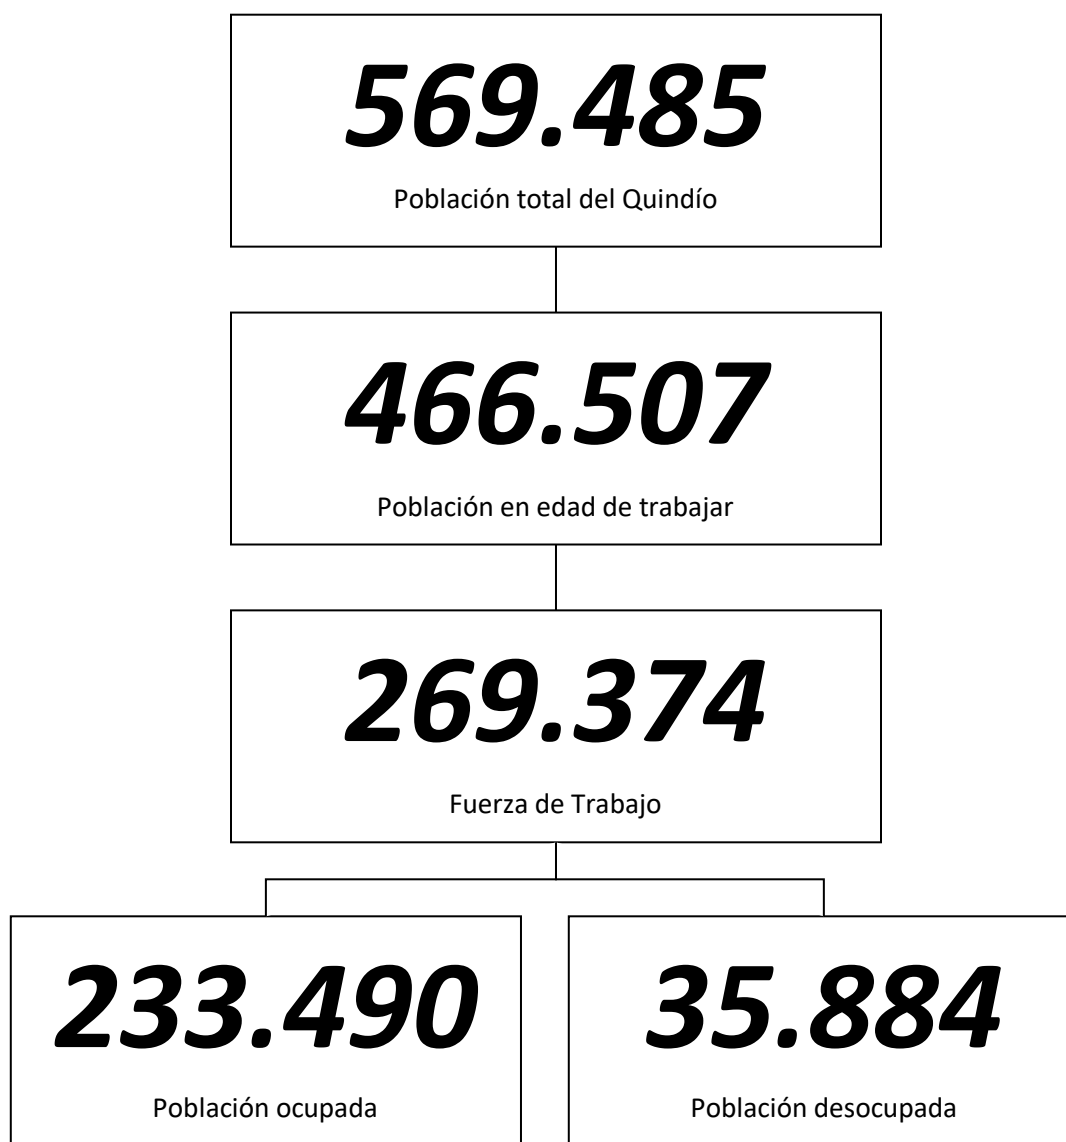 569.485
Población total del Quindío
466.507
Población en edad de trabajar
269.374
Fuerza de Trabajo
233.490
Población ocupada
35.884
Población desocupada